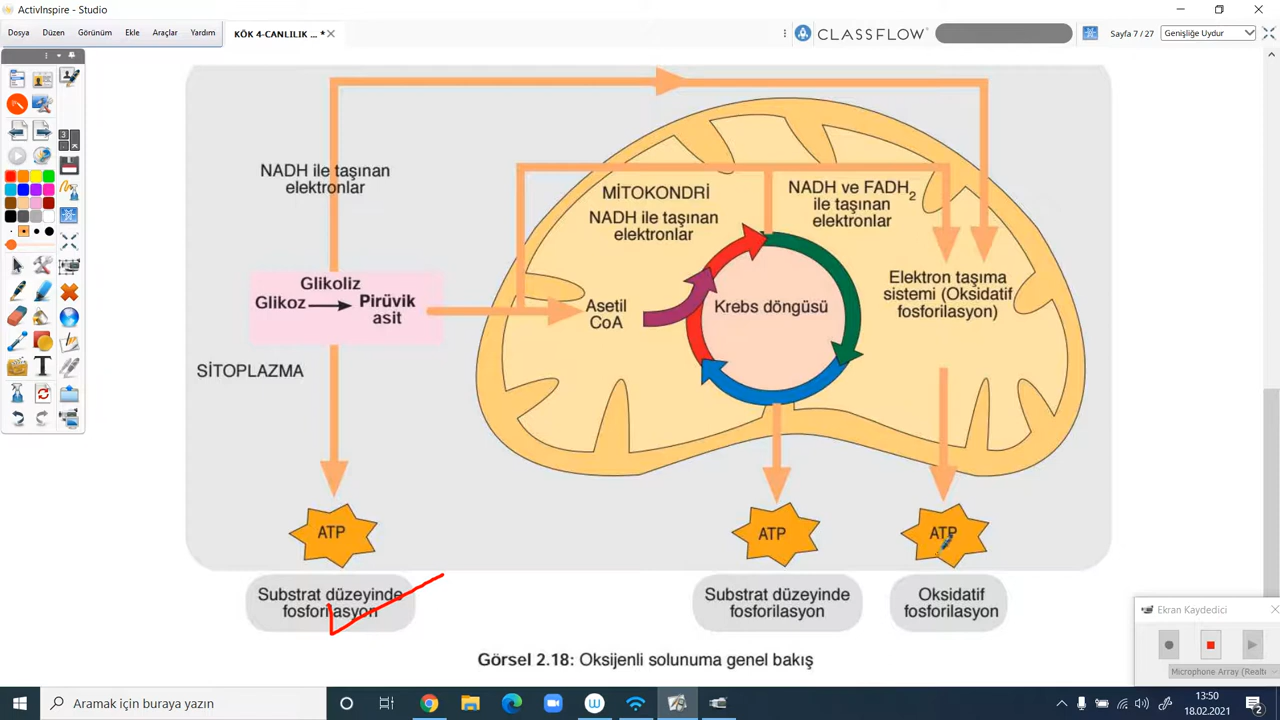 ActivInspire - Studio
Dosya Düzen Görünüm Ekle Araçlar Yardım
KÖK 4-CANLILIK ... *
CLASSFLOW
Sayfa 7 / 27
Genişliğe Uydur
3
NADH ile taşınan
elektronlar
MİTOKONDRİ
NADH ile taşınan
elektronlar
NADH ve FADH₂
ile taşınan
elektronlar
Glikoliz
Glikoz
Pirüvik
asit
Asetil
CoA
Krebs döngüsü
Elektron taşıma
sistemi (Oksidatif
fosforilasyon)
SİTOPLAZMA
ATP
ATP
ATP
Substrat düzeyinde
fosforilasyon
Substrat düzeyinde
fosforilasyon
Oksidatif
fosforilasyon
Görsel 2.18: Oksijenli solunuma genel bakış
Ekran Kaydedici
Microphone Array (Realte
Aramak için buraya yazın
13:50
18.02.2021
2